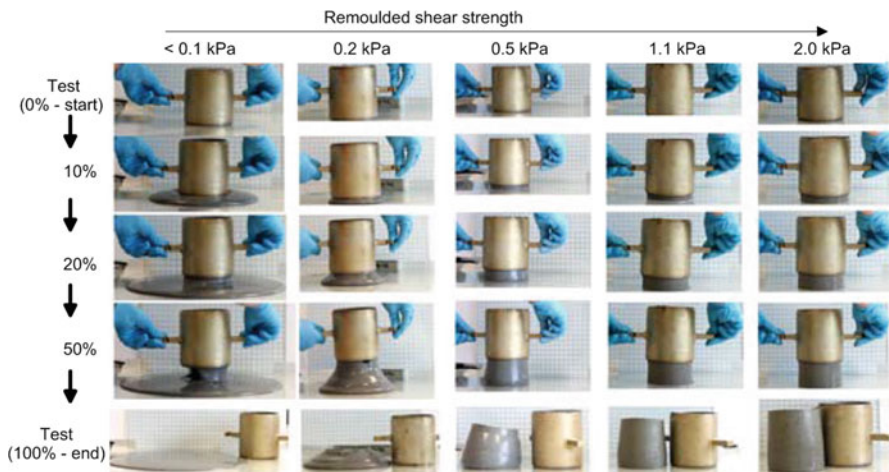 Remoulded shear strength
< 0.1 kPa 0.2 kPa 0.5 kPa 1.1 kPa 2.0 kPa
Test
(0% - start)
10%
20%
50%
Test
(100% - end)